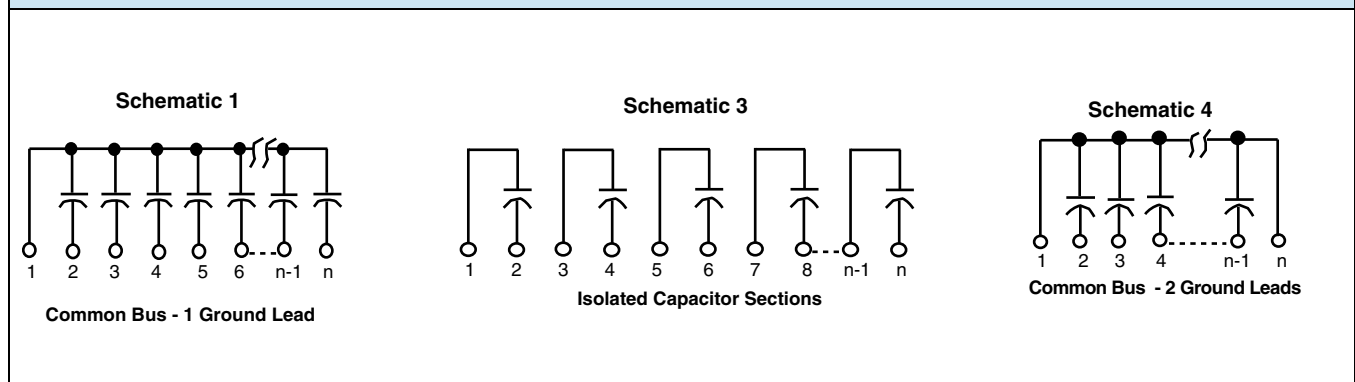 Schematic 1
1 2 3 4 5 6 n-1 n
Common Bus - 1 Ground Lead
Schematic 3
1 2 3 4 5 6 7 8 n-1 n
Isolated Capacitor Sections
Schematic 4
1 2 3 4 n-1 n
Common Bus - 2 Ground Leads